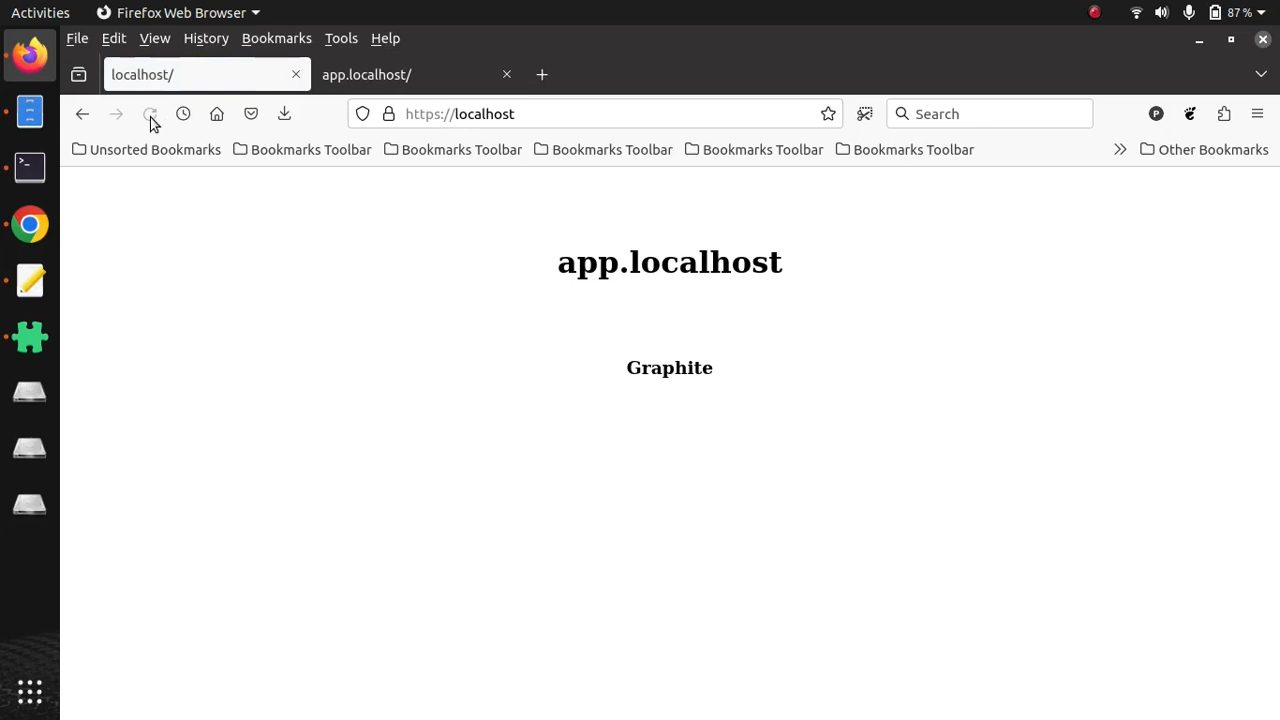 Activities Firefox Web Browser 87 %
File Edit View History Bookmarks Tools Help
localhost/ app.localhost/
https://localhost Search P
Unsorted Bookmarks Bookmarks Toolbar Bookmarks Toolbar Bookmarks Toolbar Bookmarks Toolbar Bookmarks Toolbar Other Bookmarks
app.localhost
Graphite